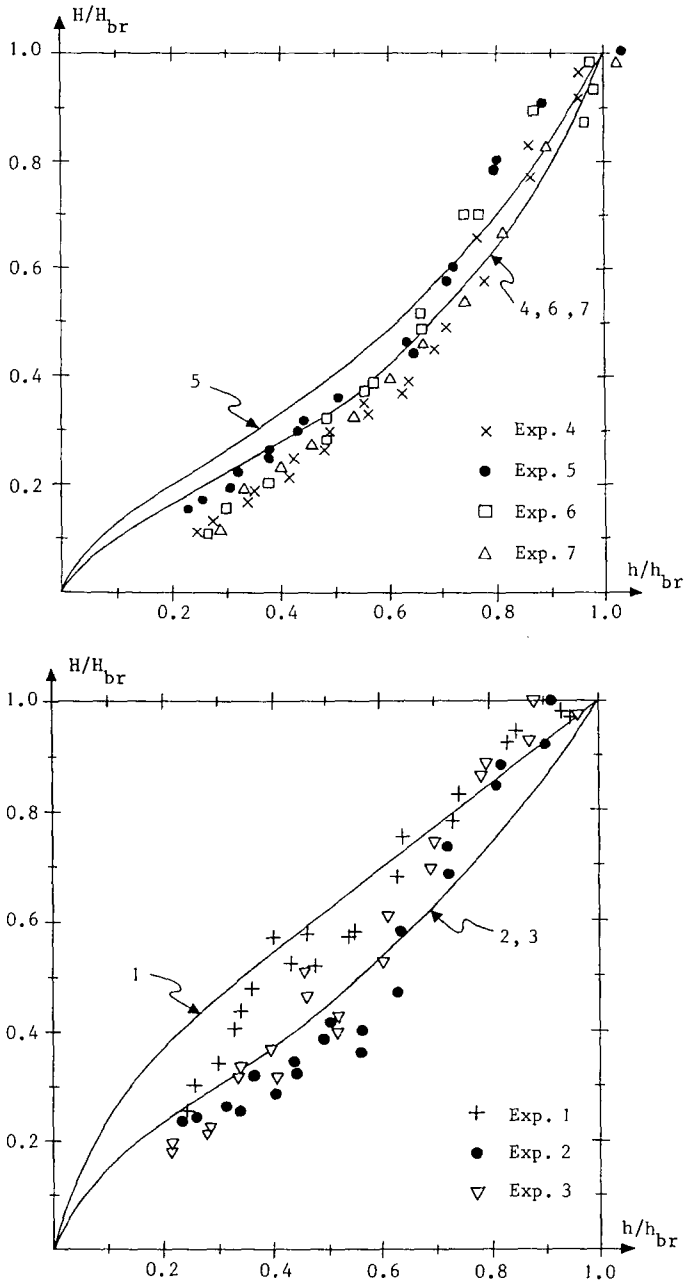 H/H_br
1.0
0.8
0.6
4,6,7
5
0.4
× Exp. 4
● Exp. 5
0.2
□ Exp. 6
△ Exp. 7
h/h_br
0.2 0.4 0.6 0.8 1.0
H/H_br
1.0
0.8
0.6
2,3
1
0.4
+ Exp. 1
0.2
● Exp. 2
▽ Exp. 3
h/h_br
0.2 0.4 0.6 0.8 1.0